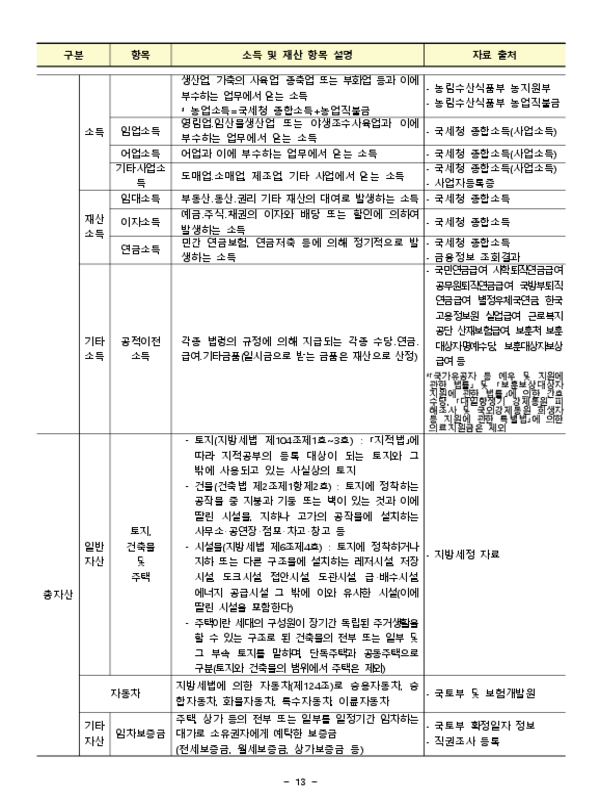 구분 항목 소득 및 재산 항목 설명 자료 출처
생산업, 가축의 사육업, 종축업 또는 부화업 등과 이에
부수하는 업무에서 얻는 소득
* 농업소득=국세청 종합소득+농업직불금
- 농림수산식품부 농지원부
- 농림수산식품부 농업직불금
소득
임업소득
영림업.임산물생산업 또는 야생조수사육업과 이에
부수하는 업무에서 얻는 소득
- 국세청 종합소득(사업소득)
어업소득 어업과 이에 부수하는 업무에서 얻는 소득 - 국세청 종합소득(사업소득)
기타사업소
득
도매업.소매업, 제조업, 기타 사업에서 얻는 소득
- 국세청 종합소득(사업소득)
- 사업자등록증
재산
소득
임대소득 부동산.동산.권리 기타 재산의 대여로 발생하는 소득 - 국세청 종합소득
이자소득
예금.주식.채권의 이자와 배당 또는 할인에 의하여
발생하는 소득
- 국세청 종합소득
연금소득
민간 연금보험, 연금저축 등에 의해 정기적으로 발
생하는 소득
- 국세청 종합소득
- 금융정보 조회결과
기타
소득
공적이전
소득
각종 법령의 규정에 의해 지급되는 각종 수당.연금.
급여.기타금품(일시금으로 받는 금품은 재산으로 산정)
- 국민연금급여, 사학퇴직연금급여,
공무원퇴직연금급여, 국방부퇴직
연금급여, 별정우체국연금, 한국
고용정보원 실업급여, 근로복지
공단 산재보험급여, 보훈처 보훈
대상자명예수당, 보훈대상자보상
급여 등
*『국가유공자 등 예우 및 지원에
관한 법률』및 『보훈보상대상자
지원에 관한 법률』에 의한 간호
수당, 『대일항쟁기 강제동원 피
해조사 및 국외강제동원 희생자
등 지원에 관한 특별법』에 의한
의료지원금은 제외
총자산
일반
자산
토지,
건축물
및
주택
- 토지(지방세법 제104조제1호~3호) : 『지적법』에
따라 지적공부의 등록 대상이 되는 토지와 그
밖에 사용되고 있는 사실상의 토지
- 건물(건축법 제2조제1항제2호) : 토지에 정착하는
공작물 중 지붕과 기둥 또는 벽이 있는 것과 이에
딸린 시설물, 지하나 고가의 공작물에 설치하는
사무소·공연장·점포·차고·창고 등
- 시설물(지방세법 제6조제4호) : 토지에 정착하거나
지하 또는 다른 구조물에 설치하는 레저시설, 저장
시설, 도크시설, 접안시설, 도관시설, 급·배수시설,
에너지 공급시설 그 밖에 이와 유사한 시설(이에
딸린 시설을 포함한다)
- 주택이란 세대의 구성원이 장기간 독립된 주거생활을
할 수 있는 구조로 된 건축물의 전부 또는 일부 및
그 부속 토지를 말하며, 단독주택과 공동주택으로
구분(토지와 건축물의 범위에서 주택은 제외)
- 지방세정 자료
자동차
지방세법에 의한 자동차(제124조)로 승용자동차, 승
합자동차, 화물자동차, 특수자동차, 이륜자동차
- 국토부 및 보험개발원
기타
자산
임차보증금
주택, 상가 등의 전부 또는 일부를 일정기간 임차하는
대가로 소유권자에게 예탁한 보증금
(전세보증금, 월세보증금, 상가보증금 등)
- 국토부 확정일자 정보
- 직권조사 등록
- 13 -